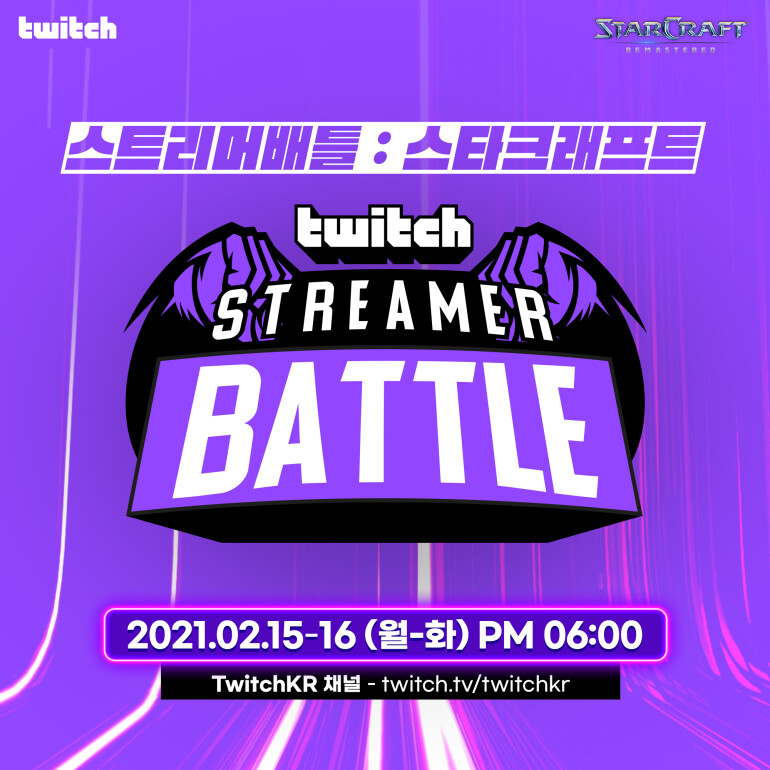 twitch
STARCRAFT
REMASTERED
스트리머배틀 : 스타크래프트
twitch
STREAMER
BATTLE
2021.02.15-16 (월-화) PM 06:00
TwitchKR 채널 - twitch.tv/twitchkr